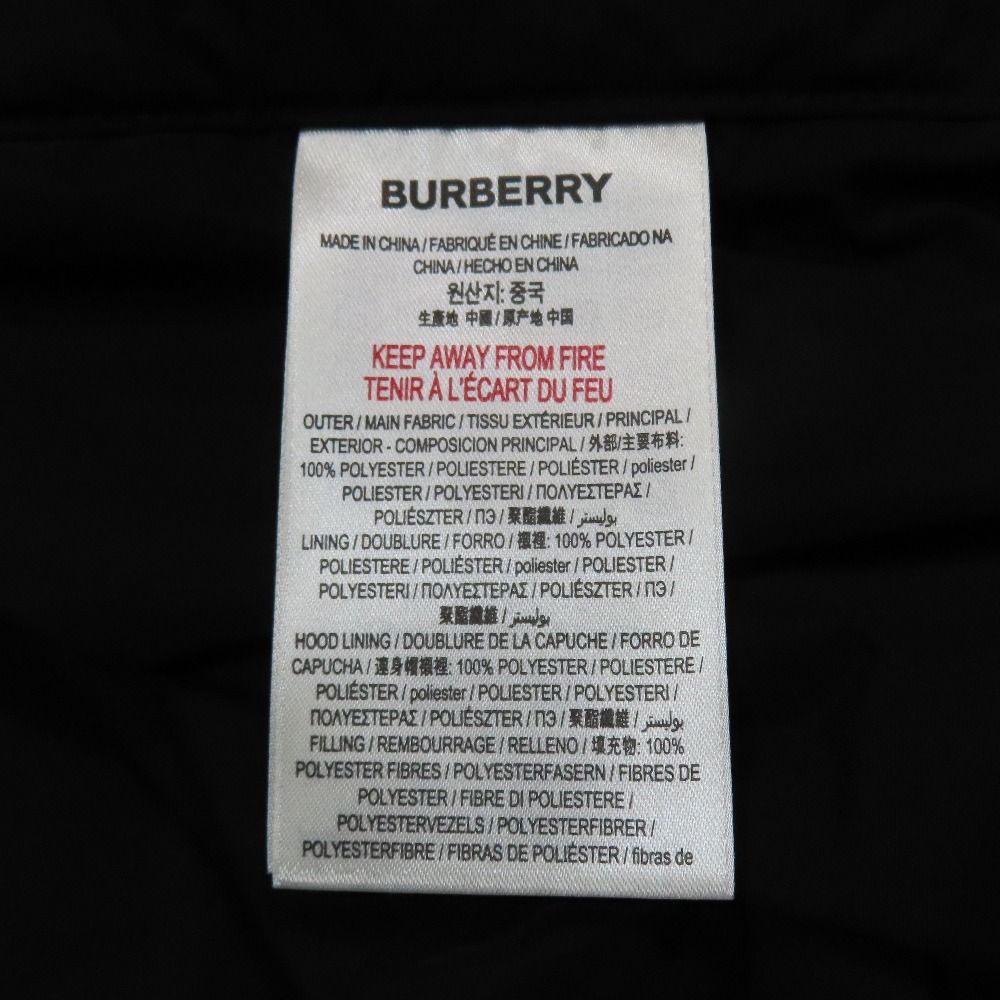 BURBERRY
MADE IN CHINA / FABRIQUÉ EN CHINE / FABRICADO NA
CHINA / HECHO EN CHINA
원산지: 중국
生產地 中國 / 原产地 中国
KEEP AWAY FROM FIRE
TENIR À L'ÉCART DU FEU
OUTER / MAIN FABRIC / TISSU EXTÉRIEUR / PRINCIPAL /
EXTERIOR - COMPOSICION PRINCIPAL / 外部/主要布料:
100% POLYESTER / POLIESTERE / POLIÉSTER / poliester /
POLIESTER / POLYESTERI / ΠΟΛΥΕΣΤΕΡΑΣ /
POLIÉSZTER / ПЭ / 聚酯纖維 / بوليستر
LINING / DOUBLURE / FORRO / 襯裡: 100% POLYESTER /
POLIESTERE / POLIÉSTER / poliester / POLIESTER /
POLYESTERI / ΠΟΛΥΕΣΤΕΡΑΣ / POLIÉSZTER / ПЭ /
聚酯纖維 / بوليستر
HOOD LINING / DOUBLURE DE LA CAPUCHE / FORRO DE
CAPUCHA / 連身帽襯裡: 100% POLYESTER / POLIESTERE /
POLIÉSTER / poliester / POLIESTER / POLYESTERI /
ΠΟΛΥΕΣΤΕΡΑΣ / POLIÉSZTER / ПЭ / 聚酯纖維 / بوليستر
FILLING / REMBOURRAGE / RELLENO / 填充物: 100%
POLYESTER FIBRES / POLYESTERFASERN / FIBRES DE
POLYESTER / FIBRE DI POLIESTERE /
POLYESTERVEZELS / POLYESTERFIBRER /
POLYESTERFIBRE / FIBRAS DE POLIÉSTER / fibras de